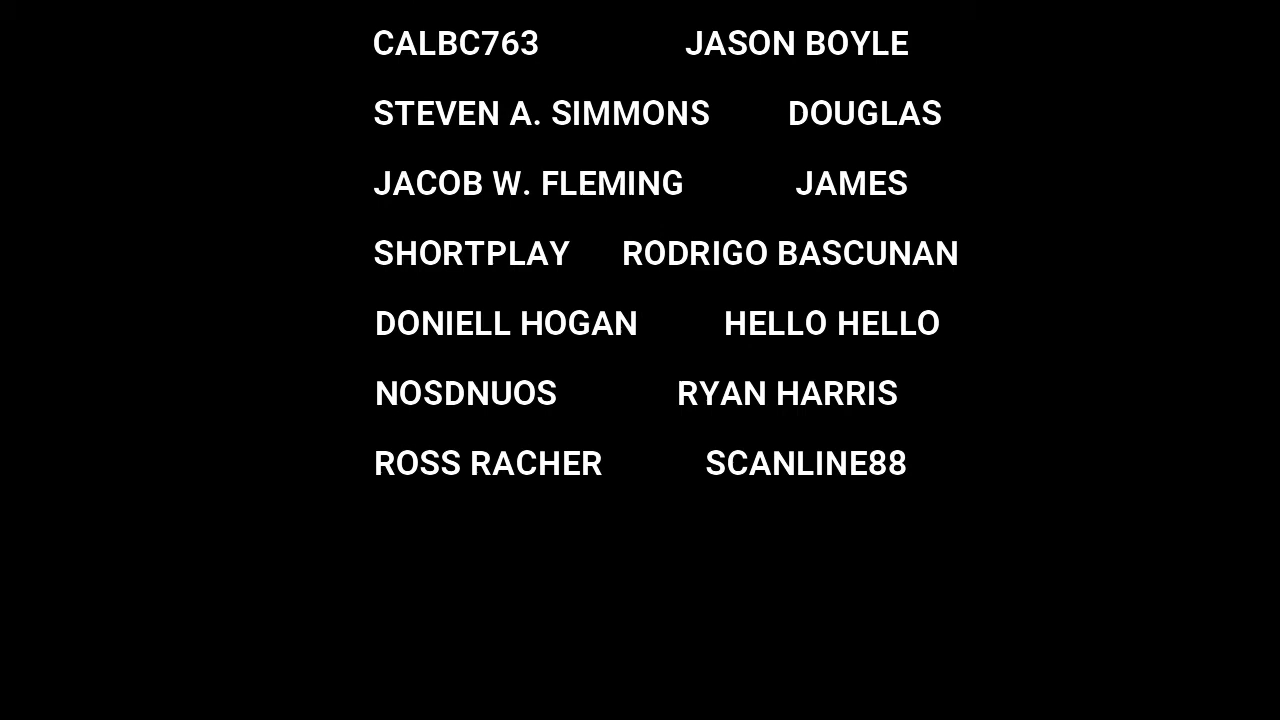 CALBC763 JASON BOYLE
STEVEN A. SIMMONS DOUGLAS
JACOB W. FLEMING JAMES
SHORTPLAY RODRIGO BASCUNAN
DONIELL HOGAN HELLO HELLO
NOSDNUOS RYAN HARRIS
ROSS RACHER SCANLINE88